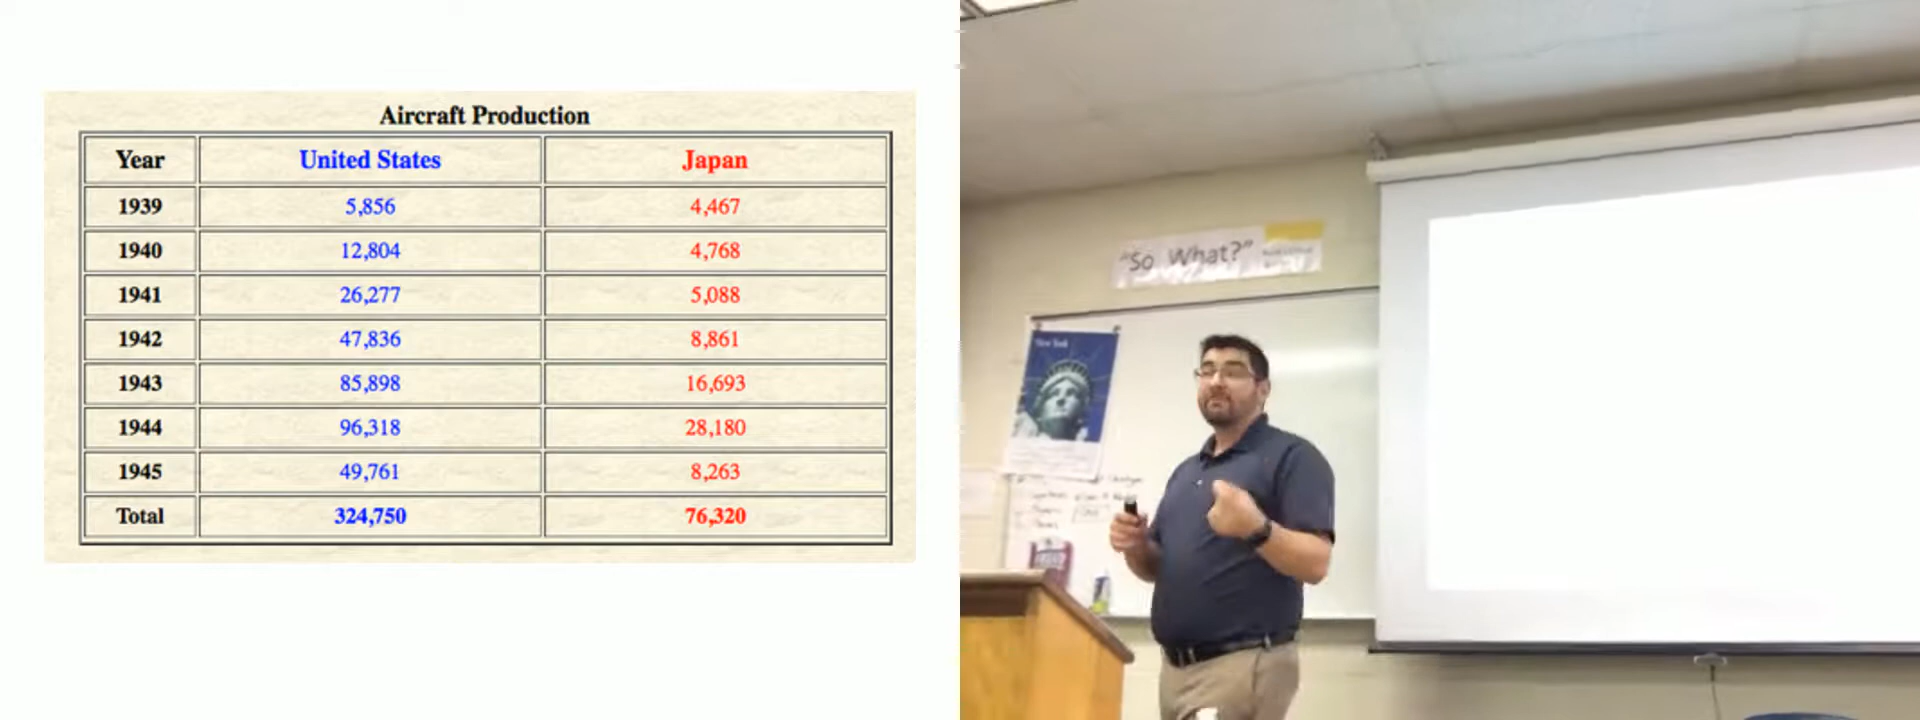 Aircraft Production
Year United States Japan
1939 5,856 4,467
1940 12,804 4,768
1941 26,277 5,088
1942 47,836 8,861
1943 85,898 16,693
1944 96,318 28,180
1945 49,761 8,263
Total 324,750 76,320
"So What?"
New York